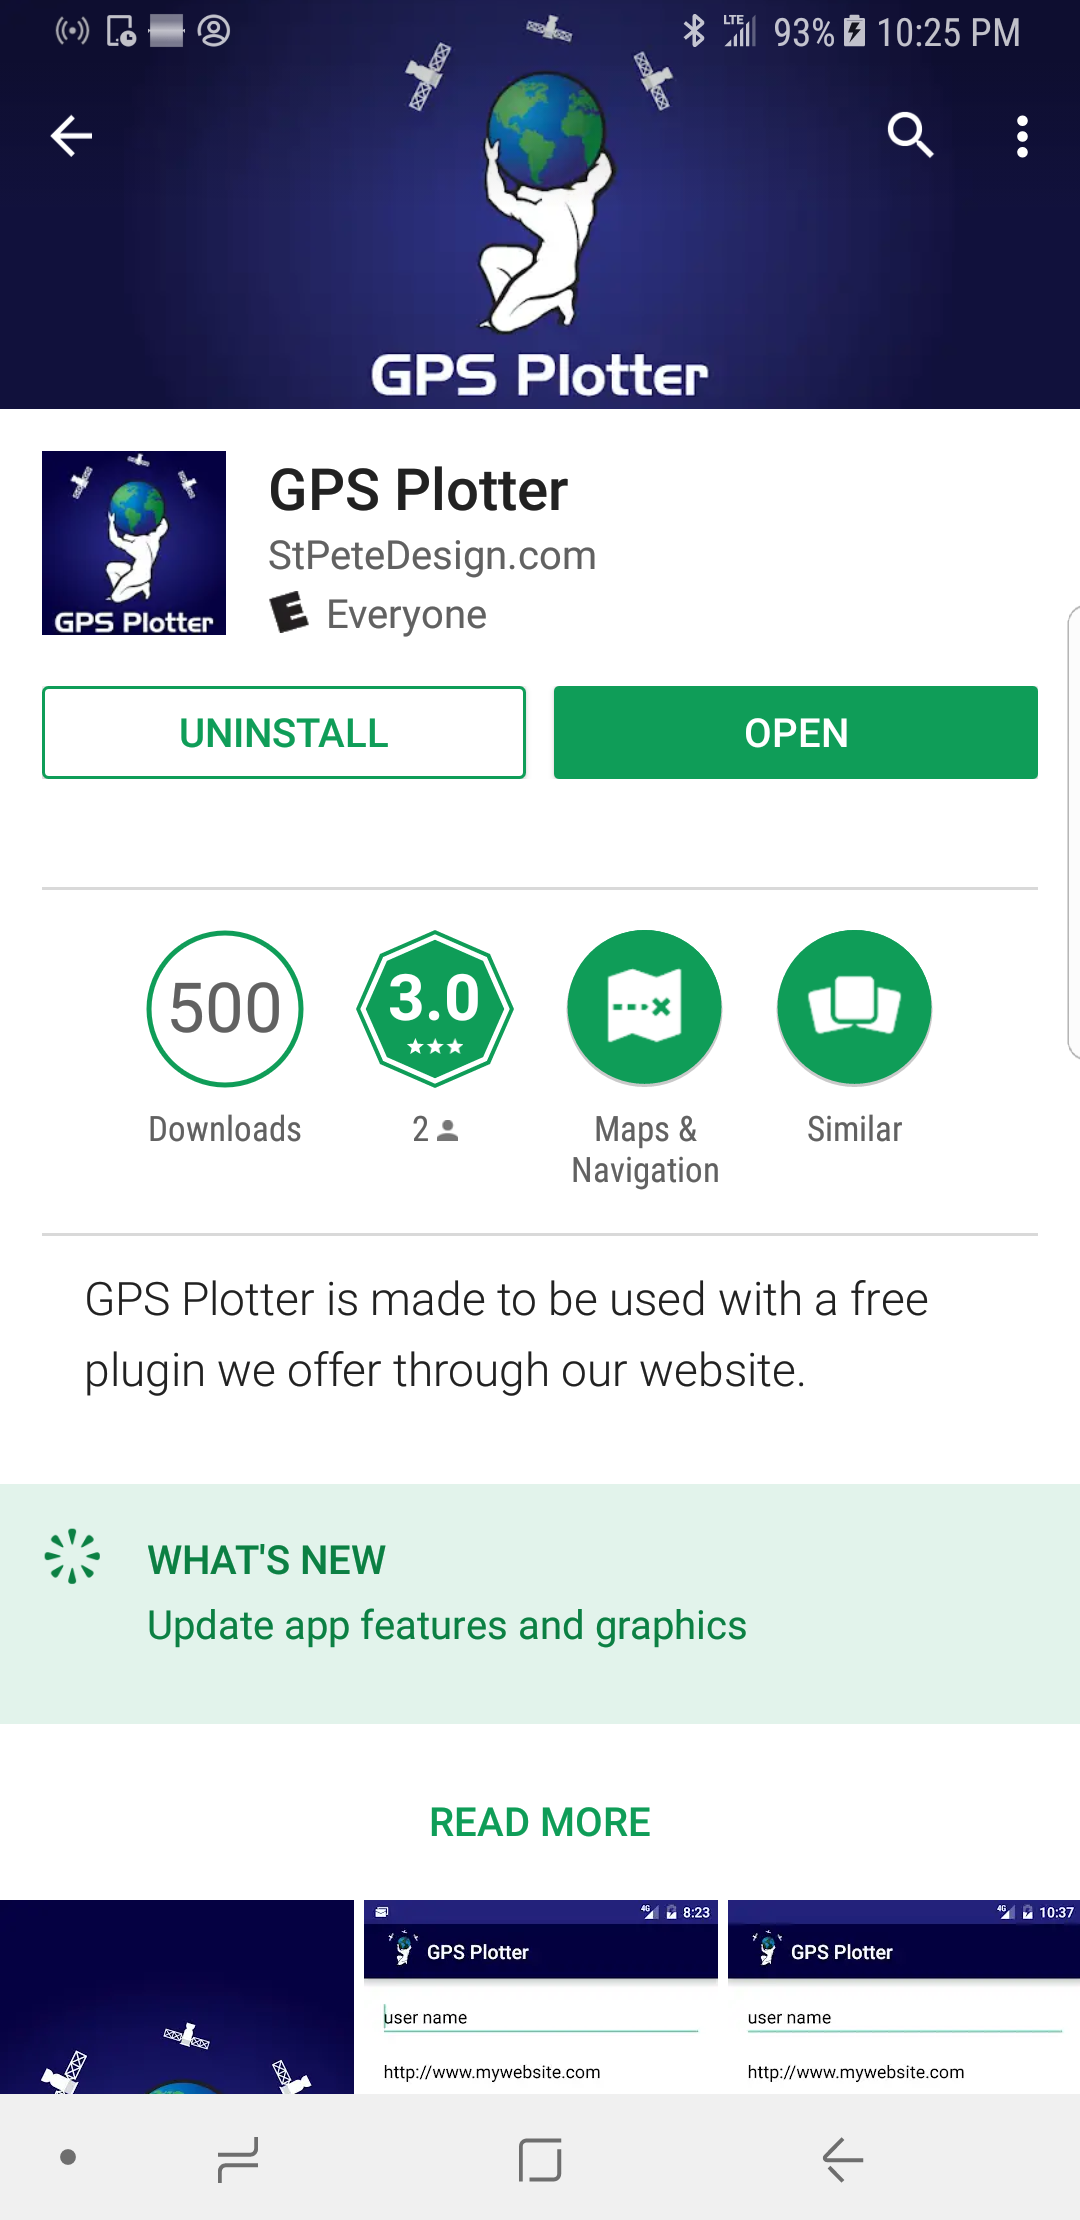 LTE 93% 10:25 PM
GPS Plotter
GPS Plotter
GPS Plotter
StPeteDesign.com
E Everyone
UNINSTALL
OPEN
500
3.0
Downloads
2
Maps &
Navigation
Similar
GPS Plotter is made to be used with a free
plugin we offer through our website.
WHAT'S NEW
Update app features and graphics
READ MORE
4G 8:23
GPS Plotter
user name
http://www.mywebsite.com
4G 10:37
GPS Plotter
user name
http://www.mywebsite.com